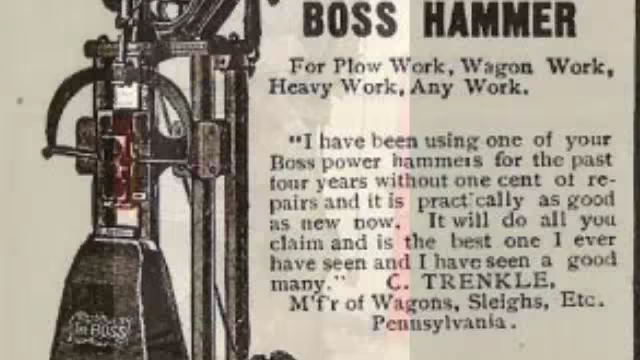 BOSS HAMMER
For Plow Work, Wagon Work,
Heavy Work, Any Work.
"I have been using one of your
Boss power hammers for the past
four years without one cent of re-
pairs and it is practically as good
as new now. It will do all you
claim and is the best one I ever
have seen and I have seen a good
many." C. TRENKLE,
M'f'r of Wagons, Sleighs, Etc.
Pennsylvania.
THE BOSS